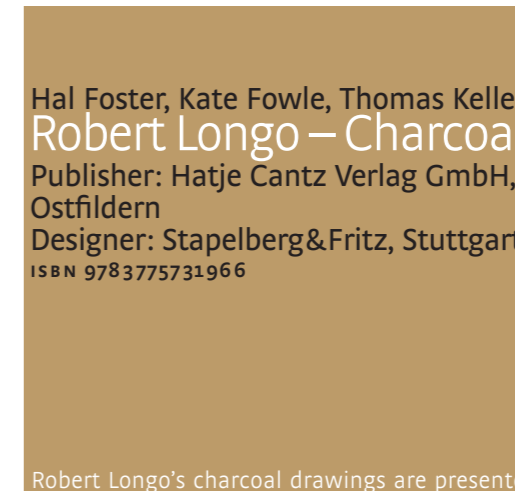 Hal Foster, Kate Fowle, Thomas Kelle
Robert Longo – Charcoa
Publisher: Hatje Cantz Verlag GmbH,
Ostfildern
Designer: Stapelberg&Fritz, Stuttgart
ISBN 9783775731966
Robert Longo’s charcoal drawings are present